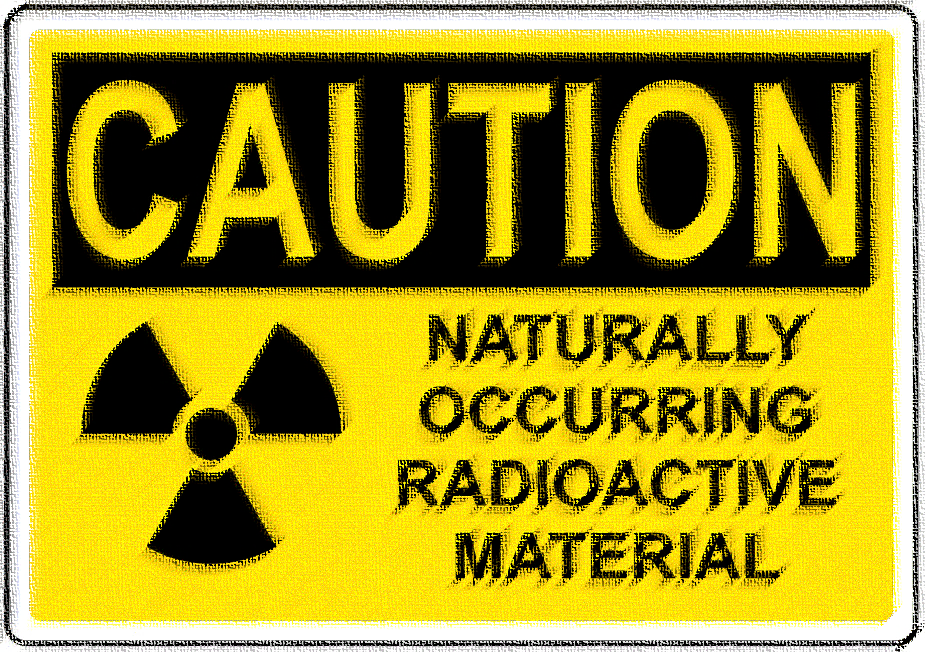 CAUTION
NATURALLY
OCCURRING
RADIOACTIVE
MATERIAL